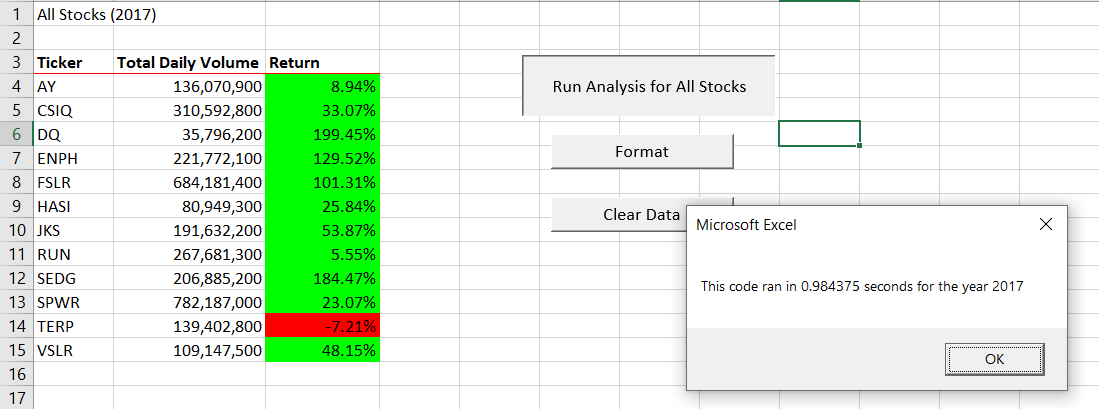 1 All Stocks (2017)
2
3 Ticker Total Daily Volume Return
4 AY 136,070,900 8.94%
Run Analysis for All Stocks
5 CSIQ 310,592,800 33.07%
6 DQ 35,796,200 199.45%
7 ENPH 221,772,100 129.52%
Format
8 FSLR 684,181,400 101.31%
9 HASI 80,949,300 25.84%
Clear Data
Microsoft Excel
10 JKS 191,632,200 53.87%
11 RUN 267,681,300 5.55%
12 SEDG 206,885,200 184.47%
This code ran in 0.984375 seconds for the year 2017
13 SPWR 782,187,000 23.07%
14 TERP 139,402,800 -7.21%
15 VSLR 109,147,500 48.15%
OK
16
17